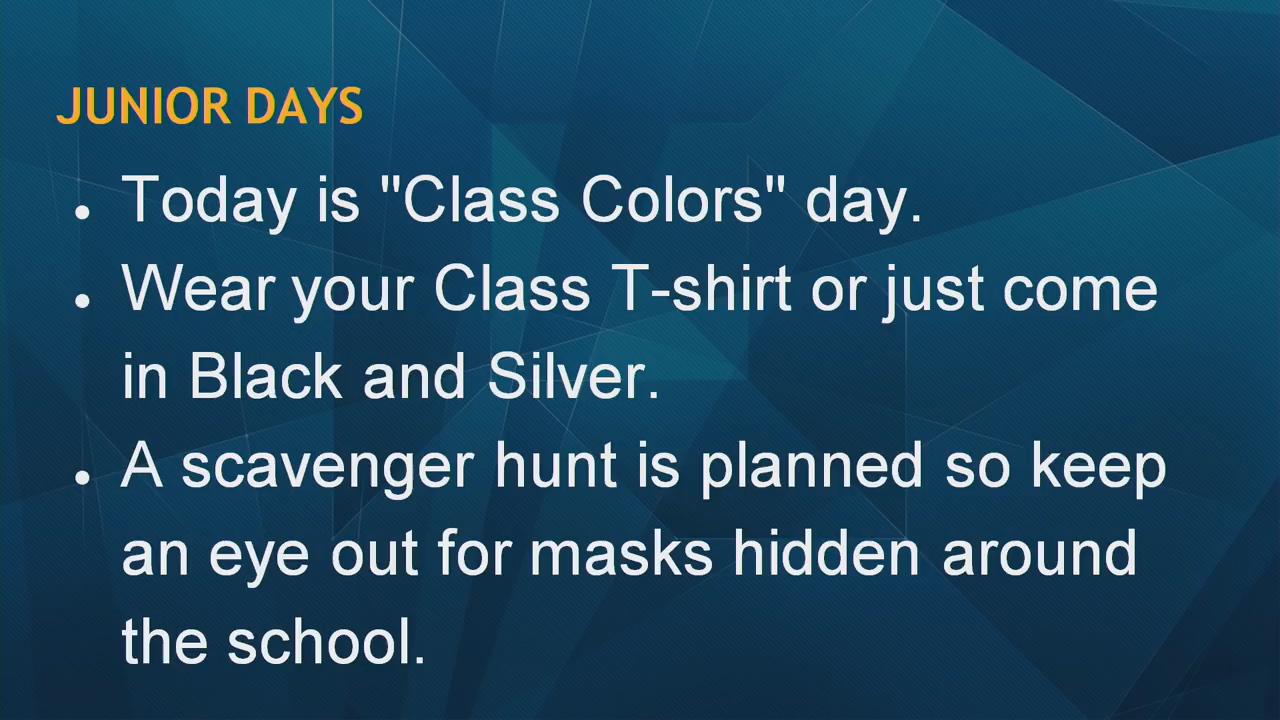 JUNIOR DAYS
• Today is "Class Colors" day.
• Wear your Class T-shirt or just come
in Black and Silver.
• A scavenger hunt is planned so keep
an eye out for masks hidden around
the school.